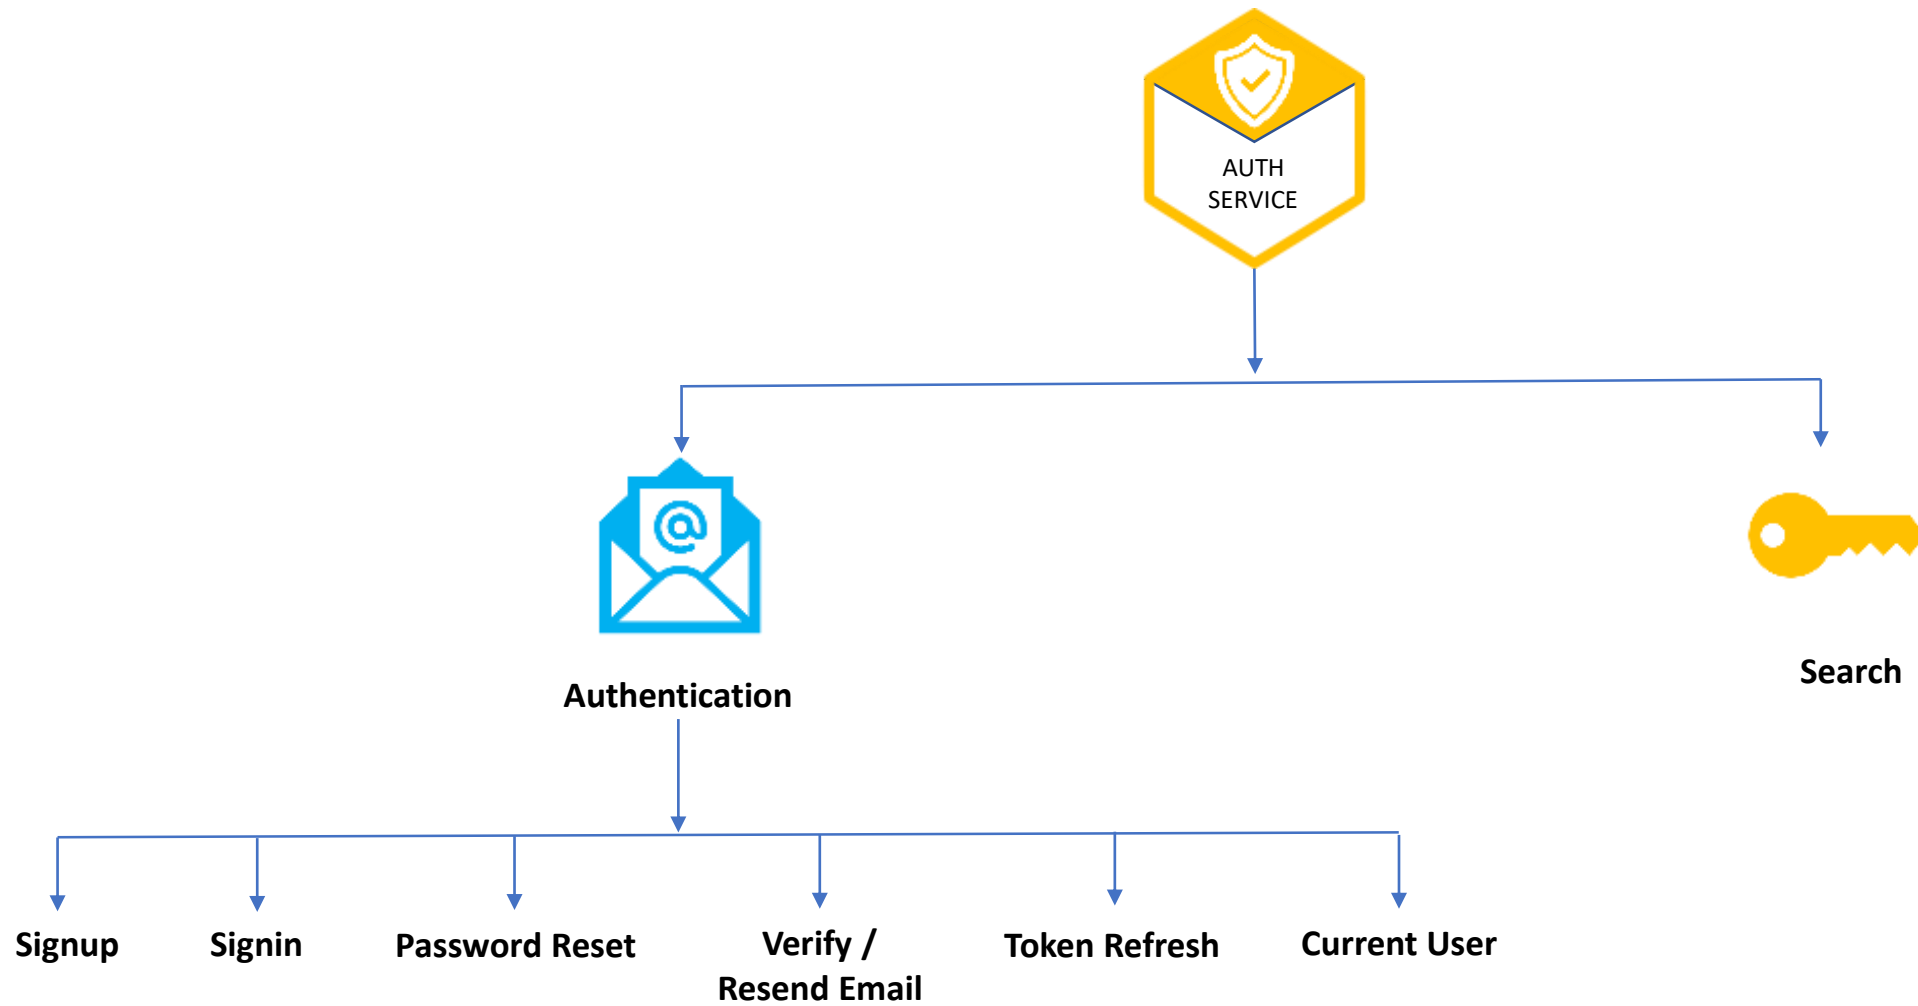 AUTH
SERVICE
Authentication
Search
Signup
Signin
Password Reset
Verify /
Resend Email
Token Refresh
Current User